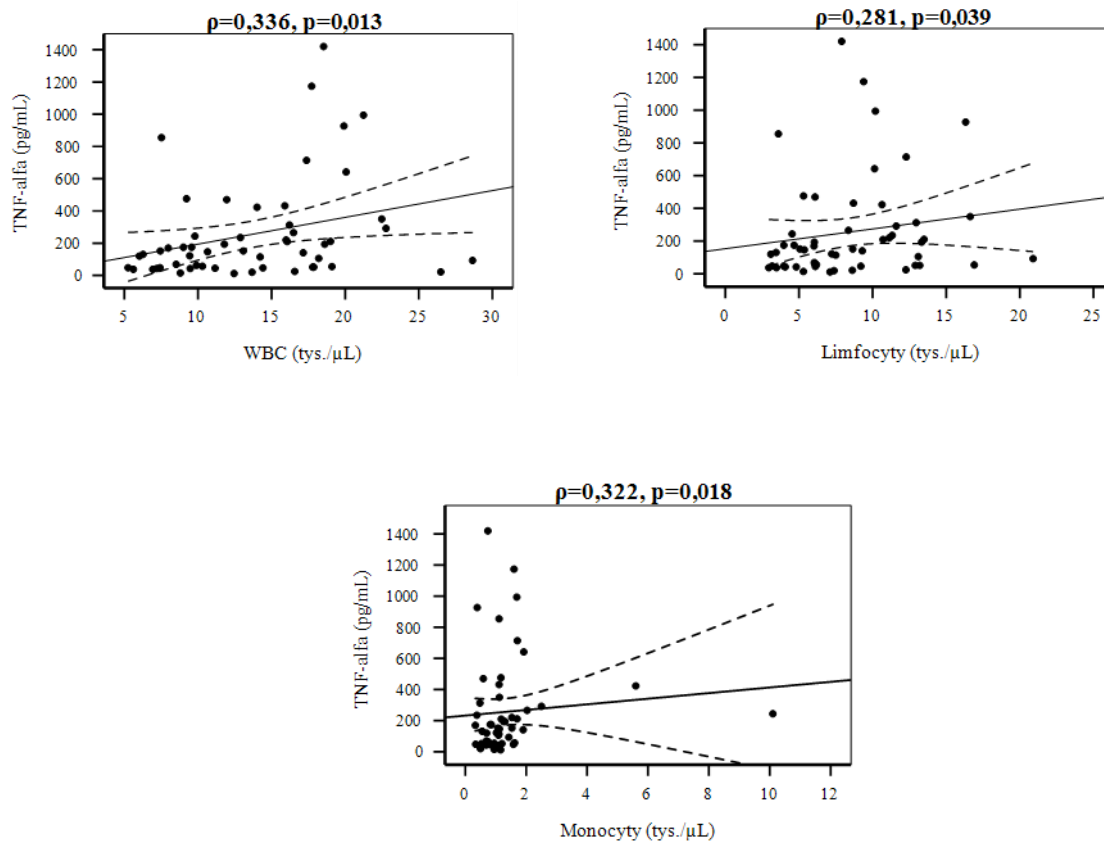 ρ=0,336, p=0,013
TNF-alfa (pg/mL)
1400
1200
1000
800
600
400
200
0
5 10 15 20 25 30
WBC (tys./µL)
ρ=0,281, p=0,039
TNF-alfa (pg/mL)
1400
1200
1000
800
600
400
200
0
0 5 10 15 20 25
Limfocyty (tys./µL)
ρ=0,322, p=0,018
TNF-alfa (pg/mL)
1400
1200
1000
800
600
400
200
0
0 2 4 6 8 10 12
Monocyty (tys./µL)